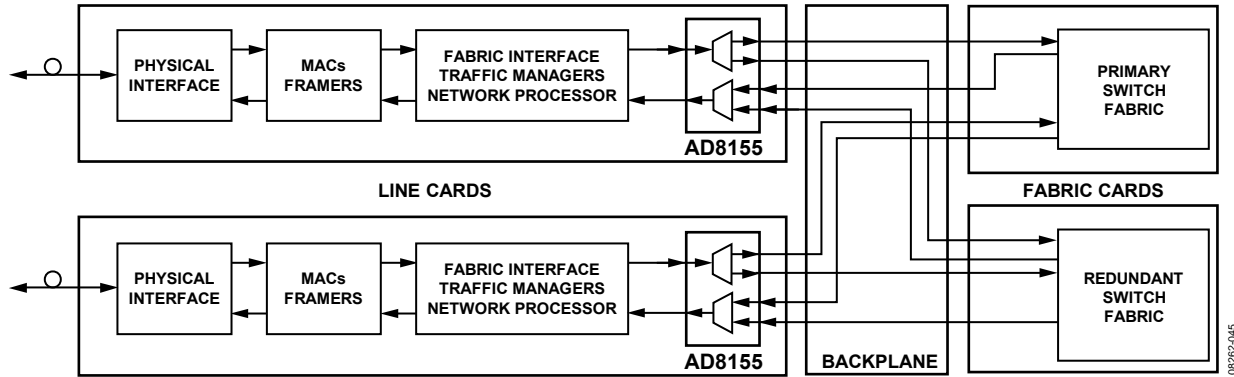 PHYSICAL
INTERFACE
MACs
FRAMERS
FABRIC INTERFACE
TRAFFIC MANAGERS
NETWORK PROCESSOR
AD8155
PRIMARY
SWITCH
FABRIC
LINE CARDS
FABRIC CARDS
PHYSICAL
INTERFACE
MACs
FRAMERS
FABRIC INTERFACE
TRAFFIC MANAGERS
NETWORK PROCESSOR
AD8155
BACKPLANE
REDUNDANT
SWITCH
FABRIC
08262-045